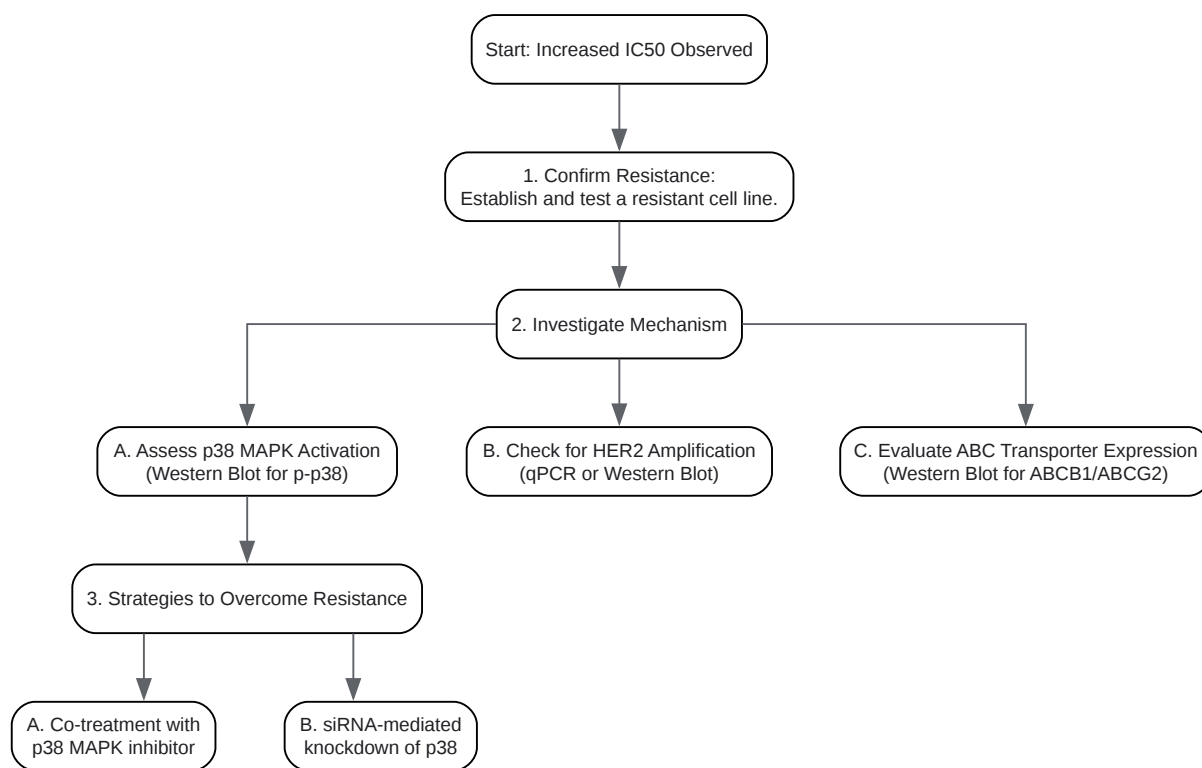 Start: Increased IC50 Observed
1. Confirm Resistance:
Establish and test a resistant cell line.
2. Investigate Mechanism
A. Assess p38 MAPK Activation
(Western Blot for p-p38)
B. Check for HER2 Amplification
(qPCR or Western Blot)
C. Evaluate ABC Transporter Expression
(Western Blot for ABCB1/ABCG2)
3. Strategies to Overcome Resistance
A. Co-treatment with
p38 MAPK inhibitor
B. siRNA-mediated
knockdown of p38